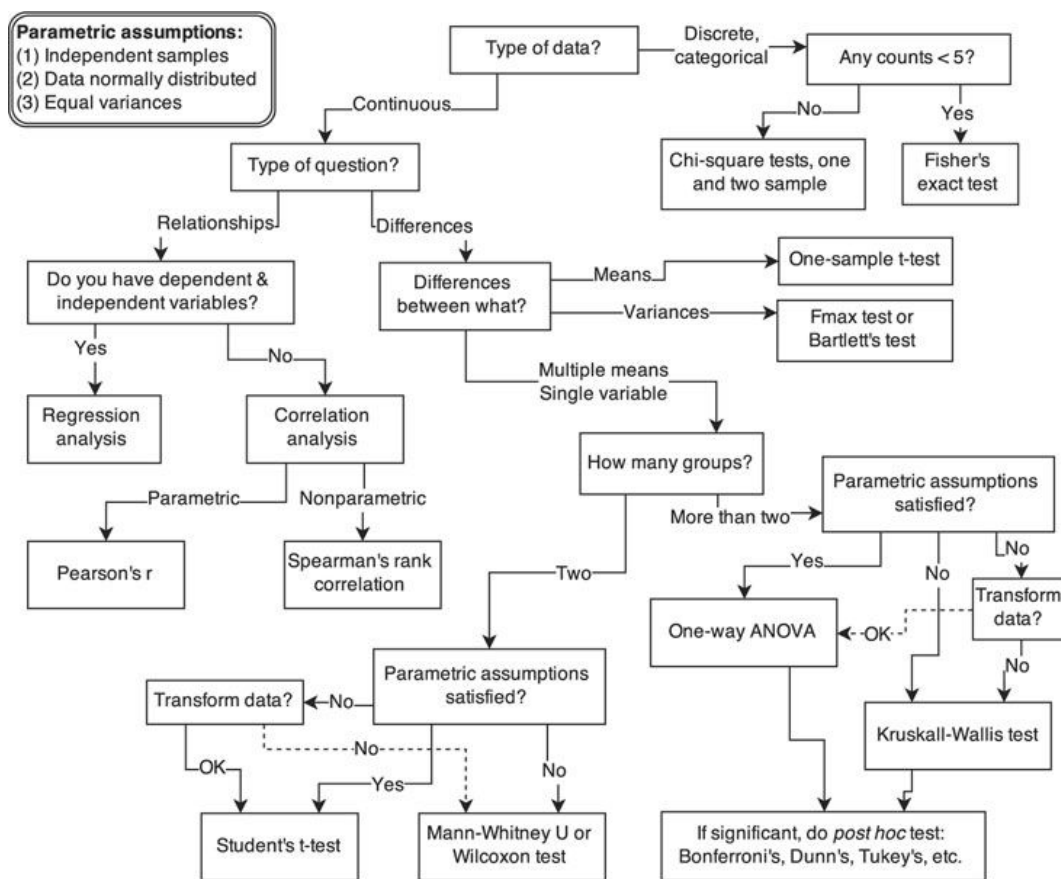 Parametric assumptions:
(1) Independent samples
(2) Data normally distributed
(3) Equal variances
Type of data?
Discrete,
categorical
Any counts < 5?
Continuous
No
Yes
Type of question?
Chi-square tests, one
and two sample
Fisher's
exact test
Relationships
Differences
Do you have dependent &
independent variables?
Differences
between what?
Means
One-sample t-test
Variances
Fmax test or
Bartlett's test
Yes
No
Multiple means
Single variable
Regression
analysis
Correlation
analysis
How many groups?
Parametric assumptions
satisfied?
Parametric
Nonparametric
More than two
Pearson's r
Spearman's rank
correlation
Two
Yes
No
No
Transform
data?
One-way ANOVA
OK
No
Parametric assumptions
satisfied?
Transform data?
No
Kruskall-Wallis test
No
OK
Yes
No
Student's t-test
Mann-Whitney U or
Wilcoxon test
If significant, do post hoc test:
Bonferroni's, Dunn's, Tukey's, etc.